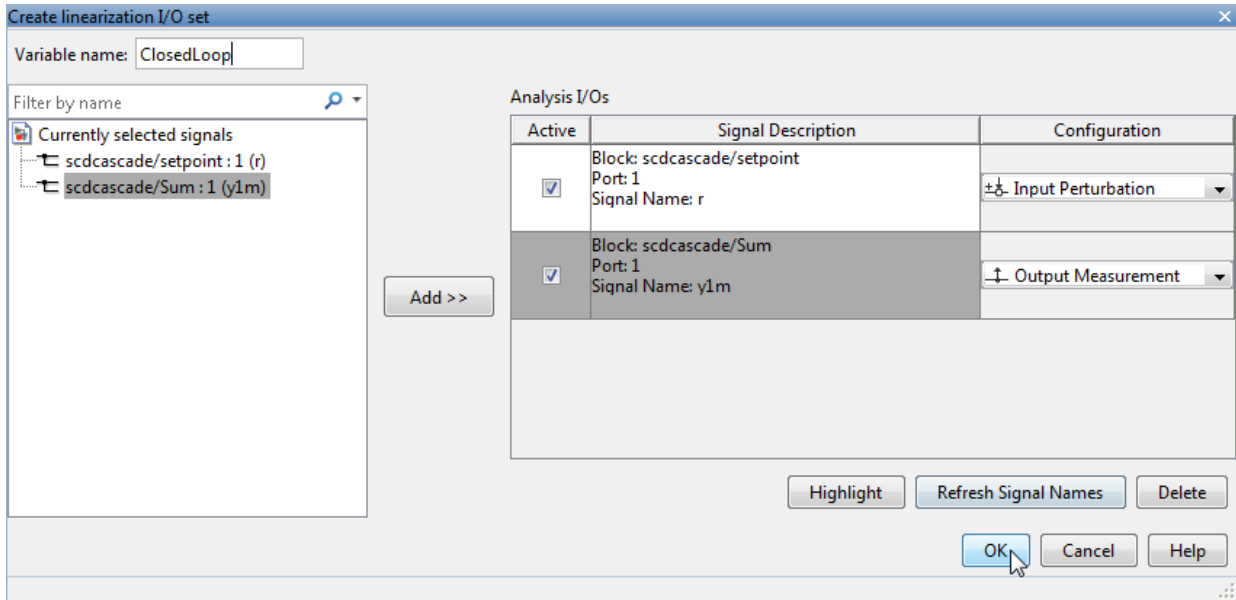 Create linearization I/O set
Variable name: ClosedLoop
Filter by name
Currently selected signals
scdcascade/setpoint : 1 (r)
scdcascade/Sum : 1 (y1m)
Add >>
Analysis I/Os
Active Signal Description Configuration
Block: scdcascade/setpoint
Port: 1
Signal Name: r
Input Perturbation
Block: scdcascade/Sum
Port: 1
Signal Name: y1m
Output Measurement
Highlight Refresh Signal Names Delete
OK Cancel Help